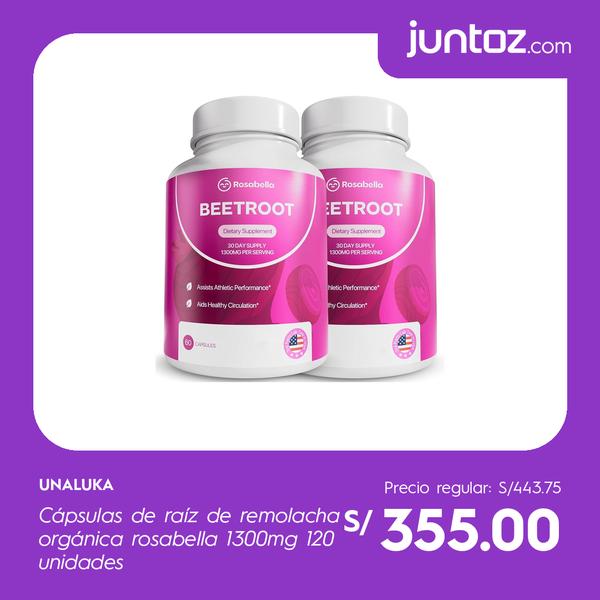 juntoz.com
Rosabella
BEETROOT
Dietary Supplement
30 DAY SUPPLY
1300MG PER SERVING
Assists Athletic Performance*
Aids Healthy Circulation*
60 CAPSULES
Rosabella
EETROOT
Dietary Supplement
30 DAY SUPPLY
1300MG PER SERVING
hletic Performance*
lthy Circulation*
UNALUKA
Cápsulas de raíz de remolacha
orgánica rosabella 1300mg 120
unidades
Precio regular: S/443.75
S/ 355.00